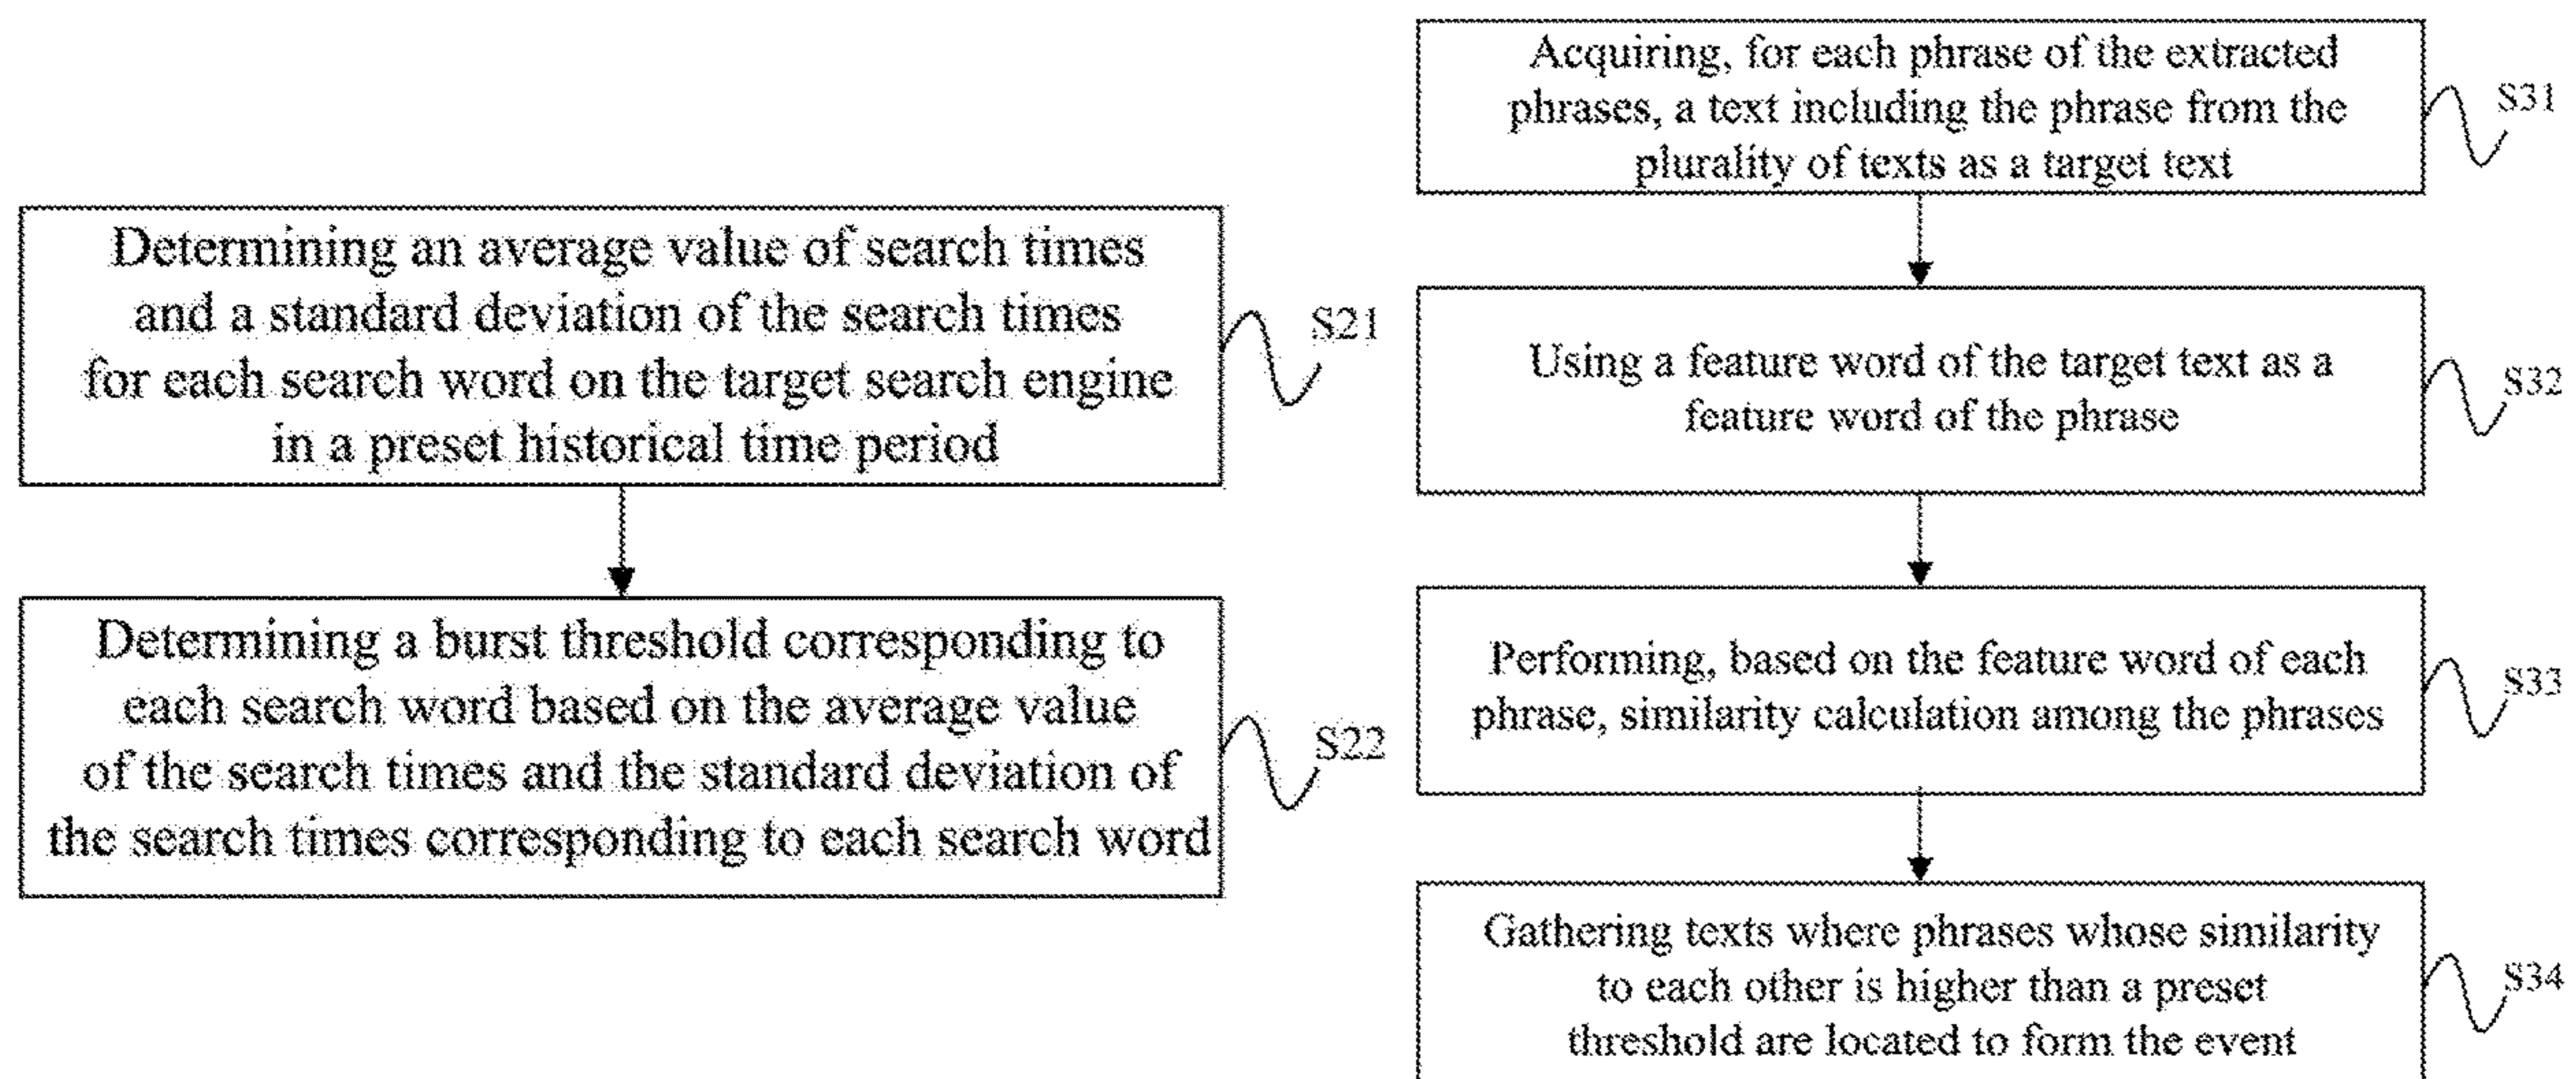 Determining an average value of search times
and a standard deviation of the search times
for each search word on the target search engine
in a preset historical time period
S21
Determining a burst threshold corresponding to
each search word based on the average value
of the search times and the standard deviation of
the search times corresponding to each search word
S22
Acquiring, for each phrase of the extracted
phrases, a text including the phrase from the
plurality of texts as a target text
S31
Using a feature word of the target text as a
feature word of the phrase
S32
Performing, based on the feature word of each
phrase, similarity calculation among the phrases
S33
Gathering texts where phrases whose similarity
to each other is higher than a preset
threshold are located to form the event
S34